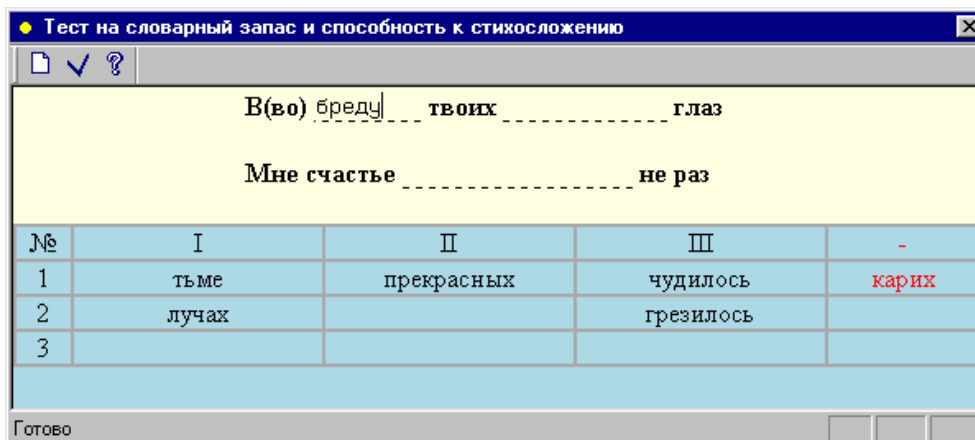 Тест на словарный запас и способность к стихосложению
В(во) бреду твоих глаз
Мне счастье не раз
№ I II III -
1 тьме прекрасных чудилось карих
2 лучах грезилось
3
Готово